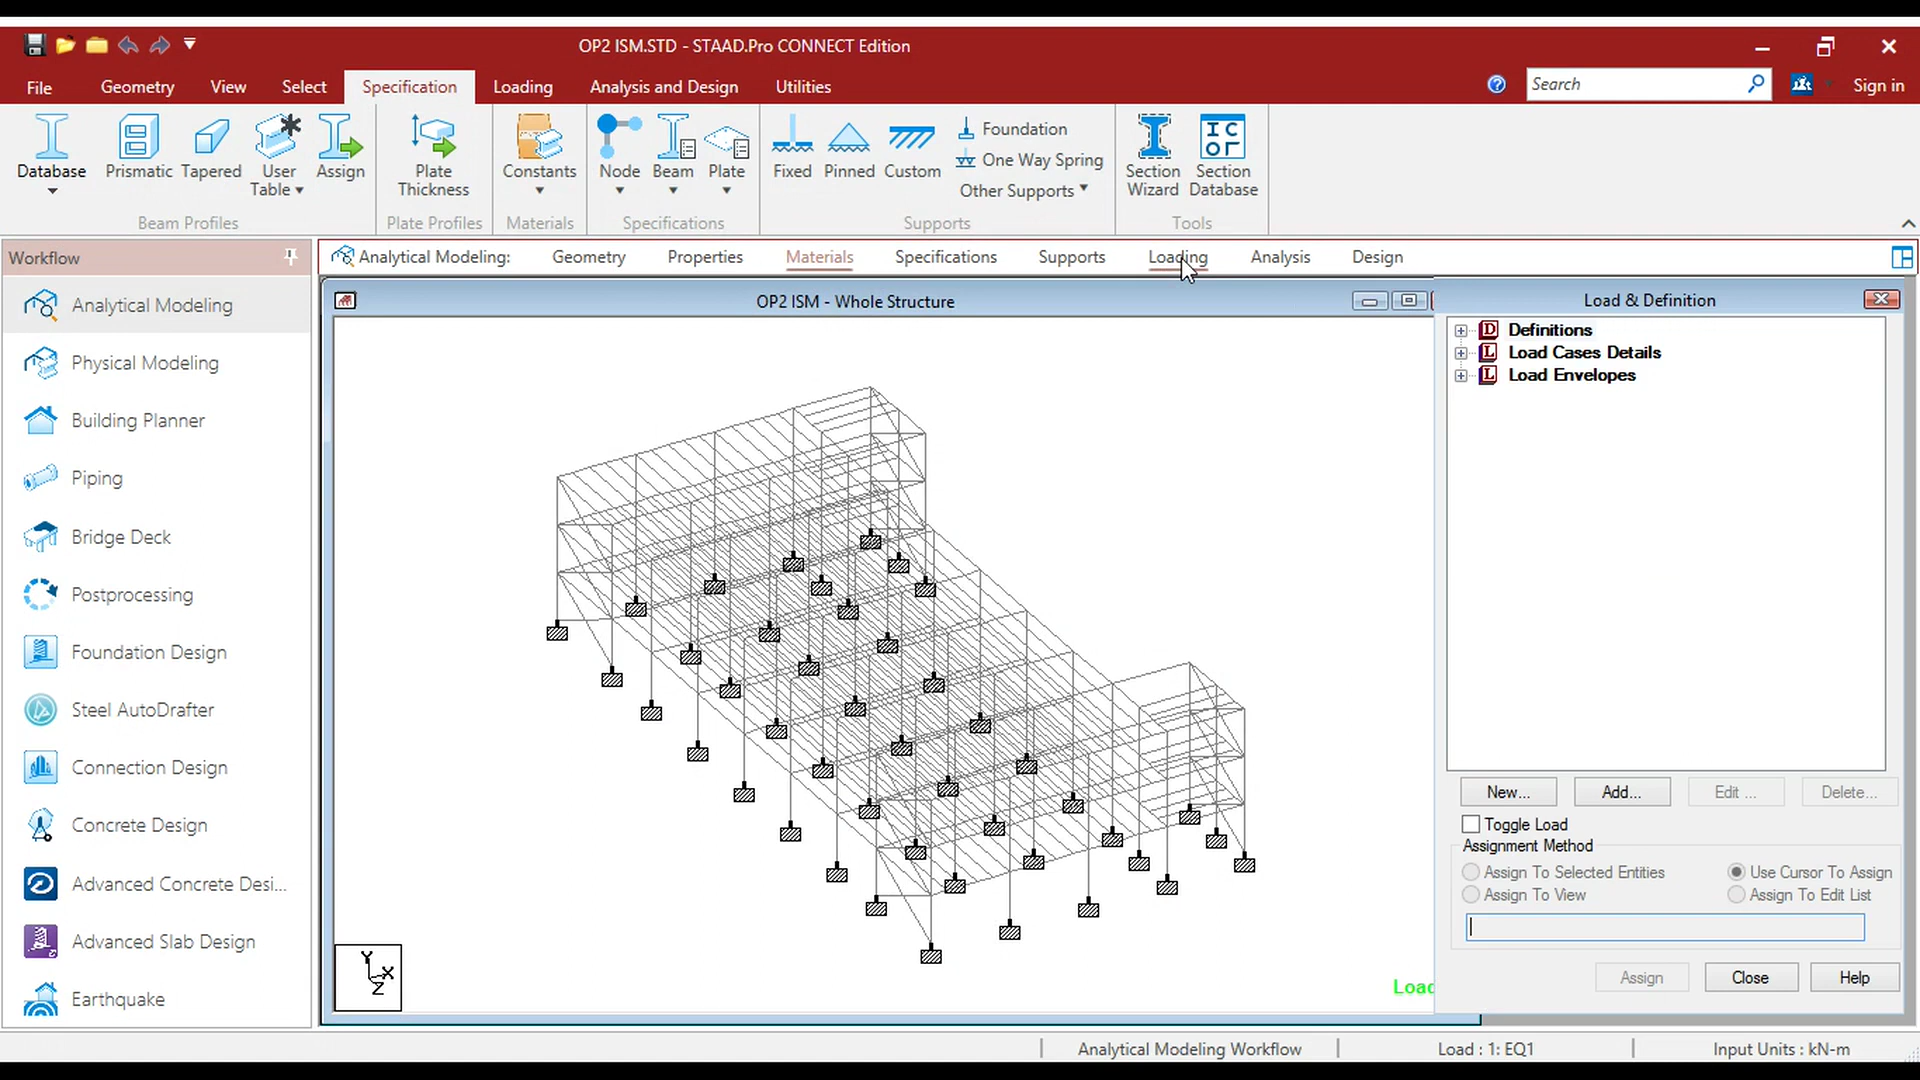 OP2 ISM.STD - STAAD.Pro CONNECT Edition
File Geometry View Select Specification Loading Analysis and Design Utilities Search Sign in
Database Prismatic Tapered User Table Assign Plate Thickness Constants Node Beam Plate Fixed Pinned Custom Foundation One Way Spring Other Supports Section Wizard Section Database
Beam Profiles Plate Profiles Materials Specifications Supports Tools
Workflow
Analytical Modeling: Geometry Properties Materials Specifications Supports Loading Analysis Design
Analytical Modeling
Physical Modeling
Building Planner
Piping
Bridge Deck
Postprocessing
Foundation Design
Steel AutoDrafter
Connection Design
Concrete Design
Advanced Concrete Desi...
Advanced Slab Design
Earthquake
OP2 ISM - Whole Structure
Y
X
Z
Load
Load & Definition
D Definitions
L Load Cases Details
L Load Envelopes
New... Add... Edit ... Delete...
Toggle Load
Assignment Method
Assign To Selected Entities Use Cursor To Assign
Assign To View Assign To Edit List
Assign Close Help
Analytical Modeling Workflow Load : 1: EQ1 Input Units : kN-m